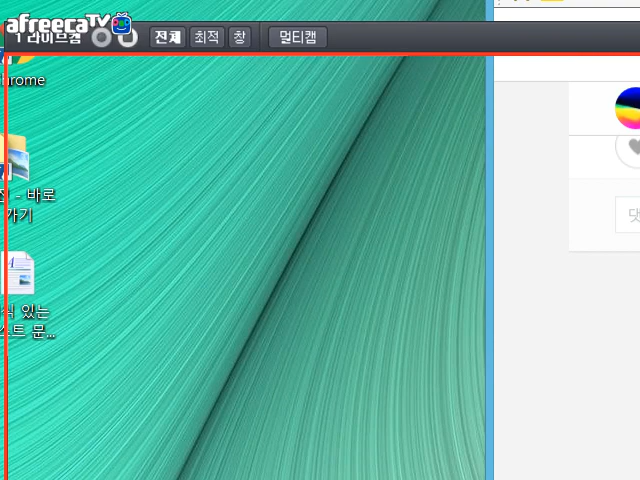 afreecaTV
1 라이브캠 전체 최적 창 멀티캠
hrome
- 바로
가기
식 있는
스트 문...
댓